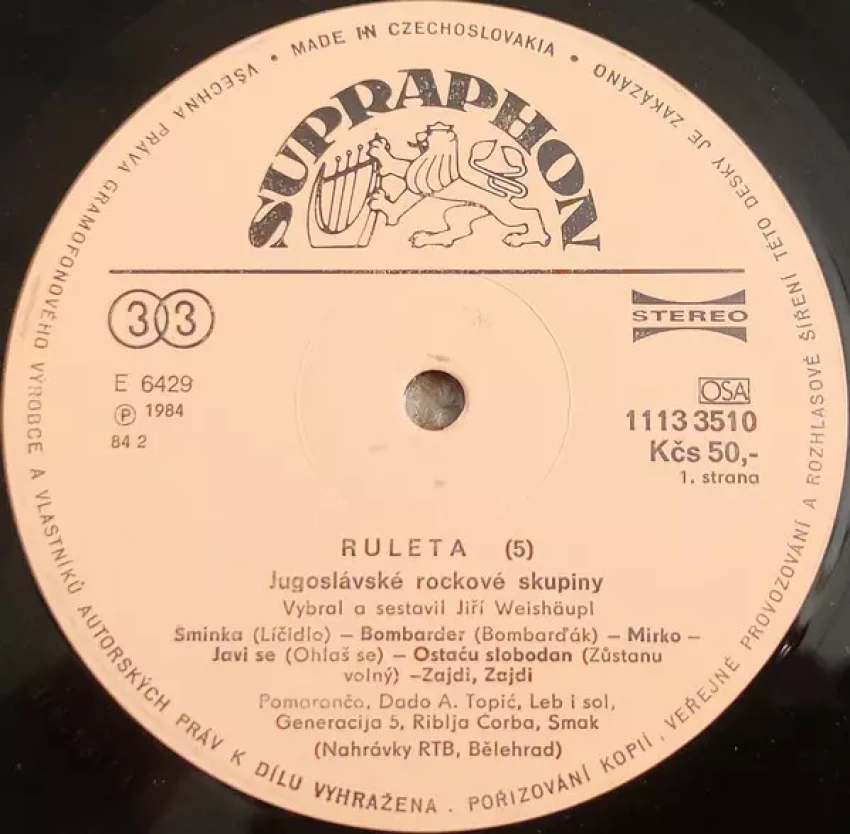 • MADE IN CZECHOSLOVAKIA •
SUPRAPHON
33
STEREO
E 6429
Ⓟ 1984
84 2
OSA
1113 3510
Kčs 50,-
1. strana
RULETA (5)
Jugoslávské rockové skupiny
Vybral a sestavil Jiří Weishäupl
Šminka (Líčidlo) – Bombarder (Bombarďák) – Mirko –
Javi se (Ohlaš se) – Ostaću slobodan (Zůstanu
volný) –Zajdi, Zajdi
Pomarančo, Dado A. Topić, Leb i sol,
Generacija 5, Riblja Čorba, Smak
(Nahrávky RTB, Bělehrad)
VŠECHNA PRÁVA GRAMOFONOVÉHO VÝROBCE A VLASTNÍKŮ AUTORSKÝCH PRÁV K DÍLU VYHRAŽENA . POŘIZOVÁNÍ KOPIÍ , VEŘEJNÉ PROVOZOVÁNÍ A ROZHLASOVÉ ŠÍŘENÍ TÉTO DESKY JE ZAKÁZÁNO